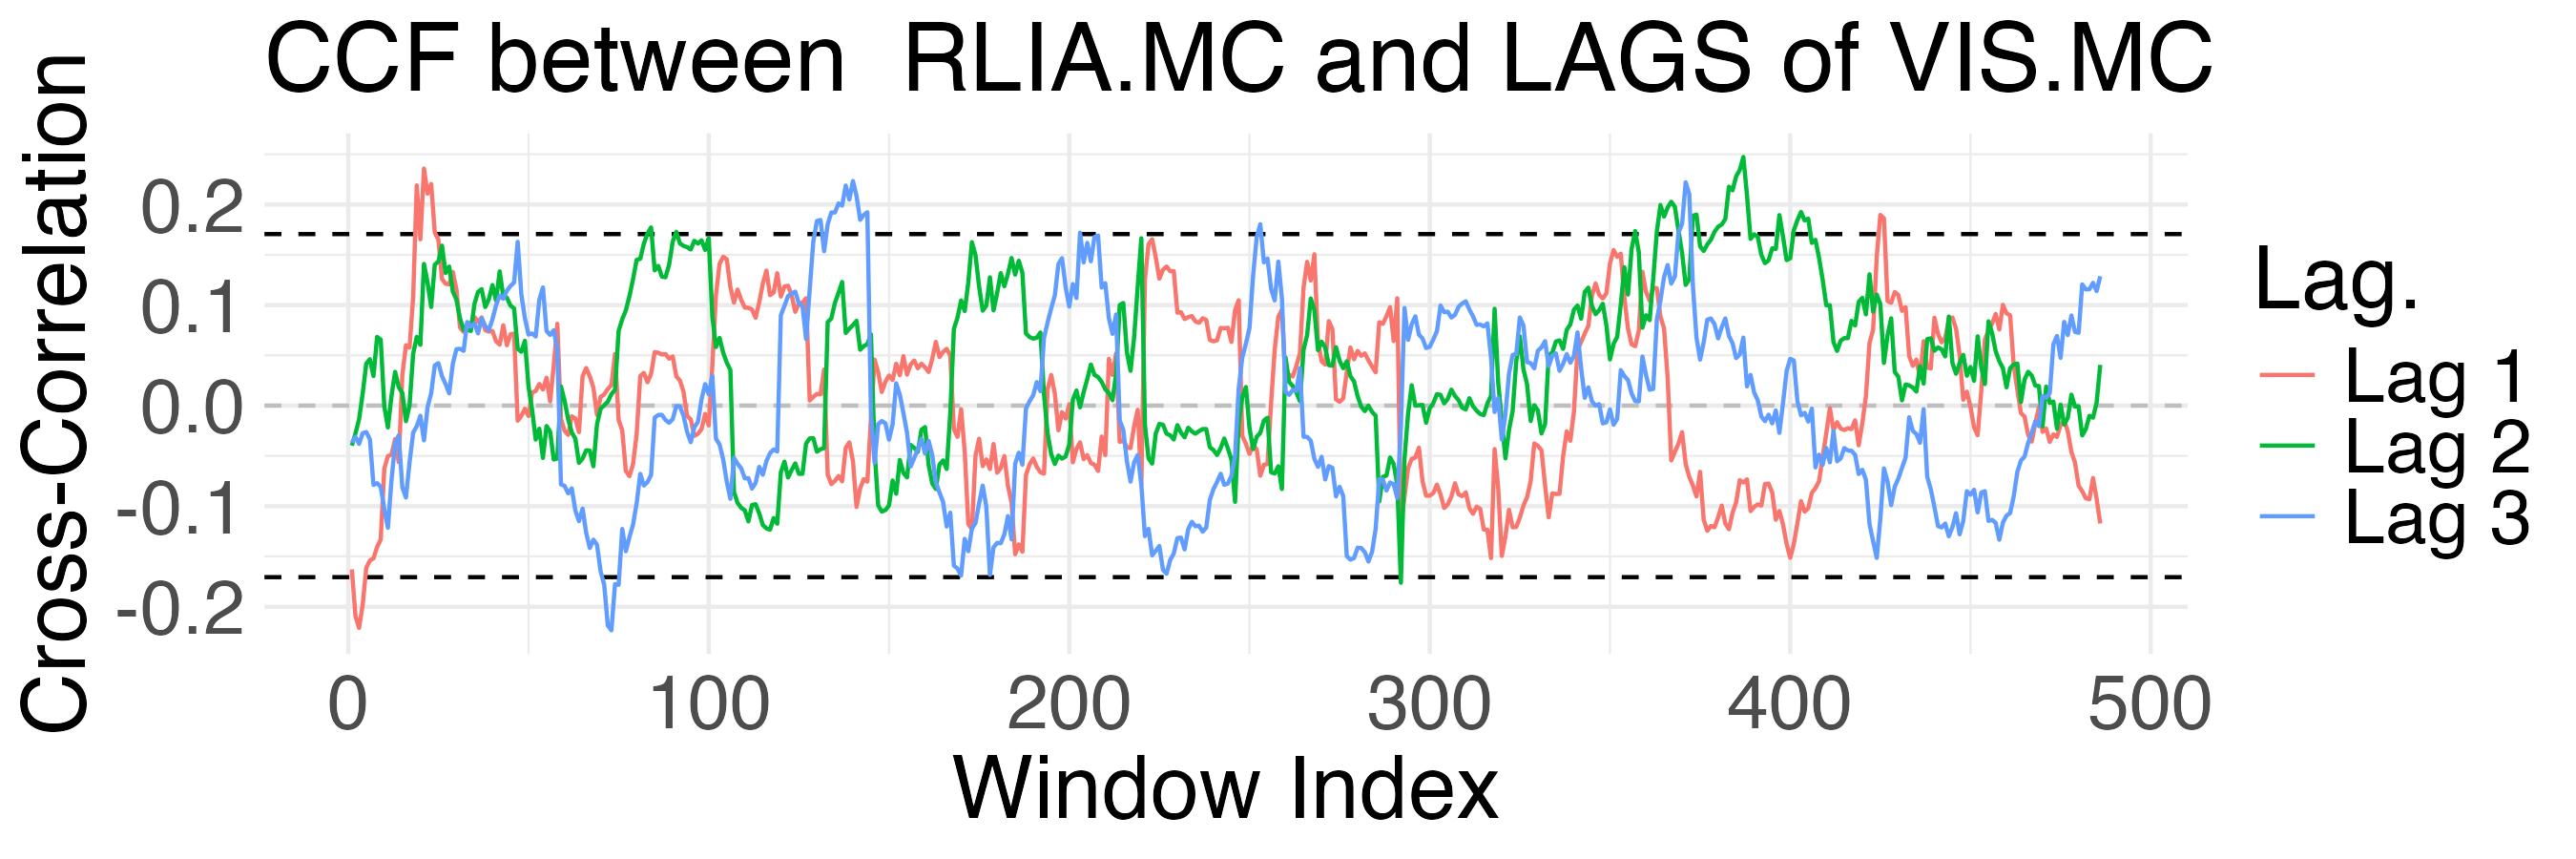 CCF between  RLIA.MC and LAGS of VIS.MC
Cross-Correlation
0.2
0.1
0.0
-0.1
-0.2
0 100 200 300 400 500
Window Index
Lag.
Lag 1
Lag 2
Lag 3